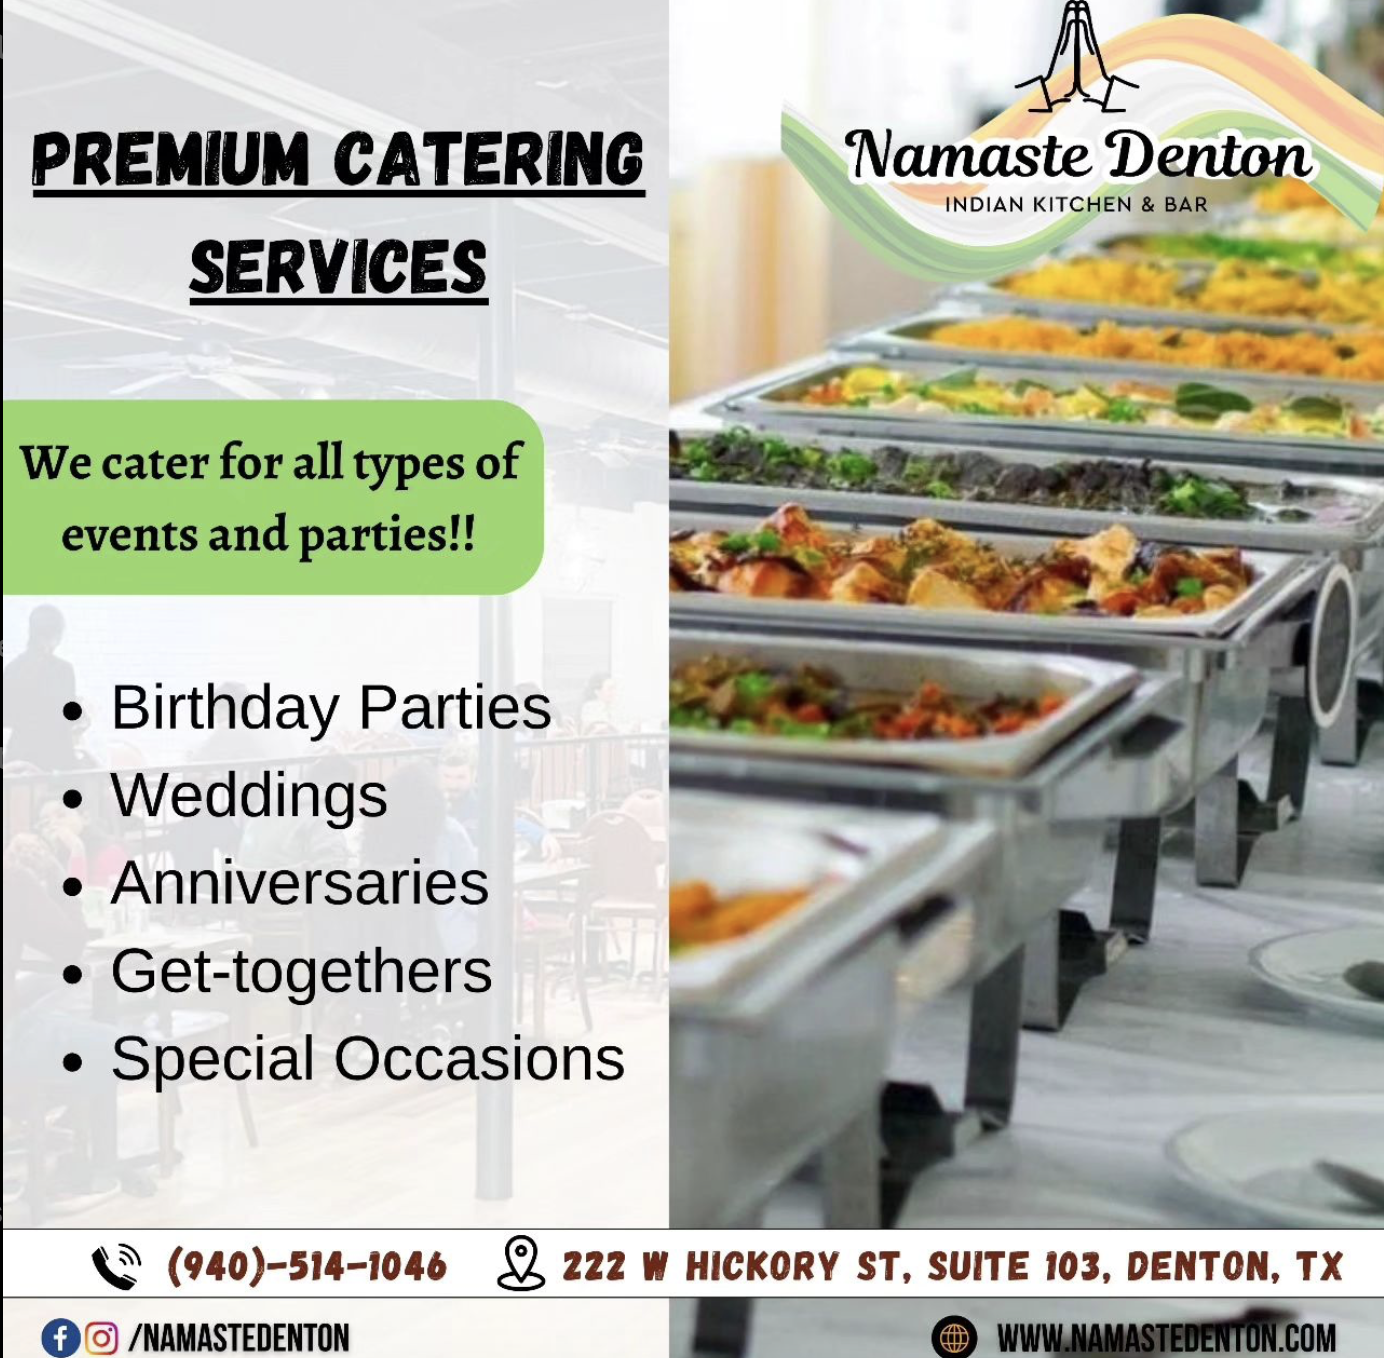 PREMIUM CATERING
SERVICES
We cater for all types of
events and parties!!
• Birthday Parties
• Weddings
• Anniversaries
• Get-togethers
• Special Occasions
Namaste Denton
INDIAN KITCHEN & BAR
(940)-514-1046 222 W HICKORY ST, SUITE 103, DENTON, TX
/NAMASTEDENTON WWW.NAMASTEDENTON.COM